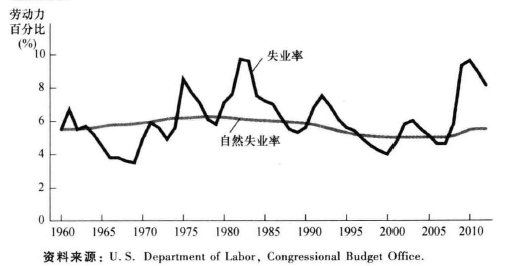 劳动力
百分比
(%)
10
8
6
4
2
0
失业率
自然失业率
1960 1965 1970 1975 1980 1985 1990 1995 2000 2005 2010
资料来源：U. S. Department of Labor, Congressional Budget Office.